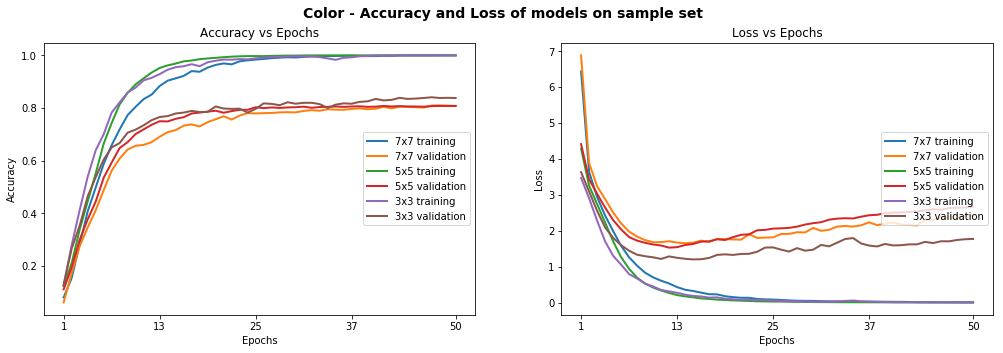 Color - Accuracy and Loss of models on sample set
Accuracy vs Epochs
Accuracy
1.0
0.8
0.6
0.4
0.2
1 13 25 37 50
Epochs
7x7 training
7x7 validation
5x5 training
5x5 validation
3x3 training
3x3 validation
Loss vs Epochs
Loss
7
6
5
4
3
2
1
0
1 13 25 37 50
Epochs
7x7 training
7x7 validation
5x5 training
5x5 validation
3x3 training
3x3 validation